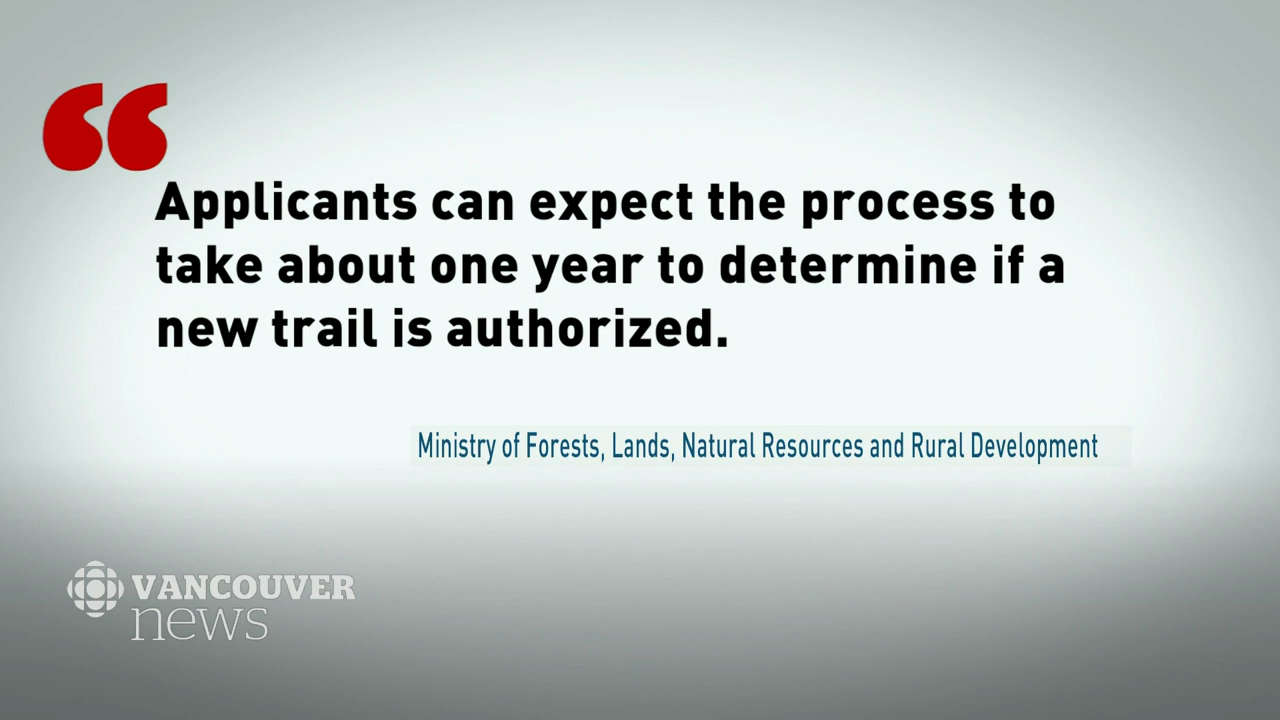 “
Applicants can expect the process to
take about one year to determine if a
new trail is authorized.
Ministry of Forests, Lands, Natural Resources and Rural Development
VANCOUVER
news